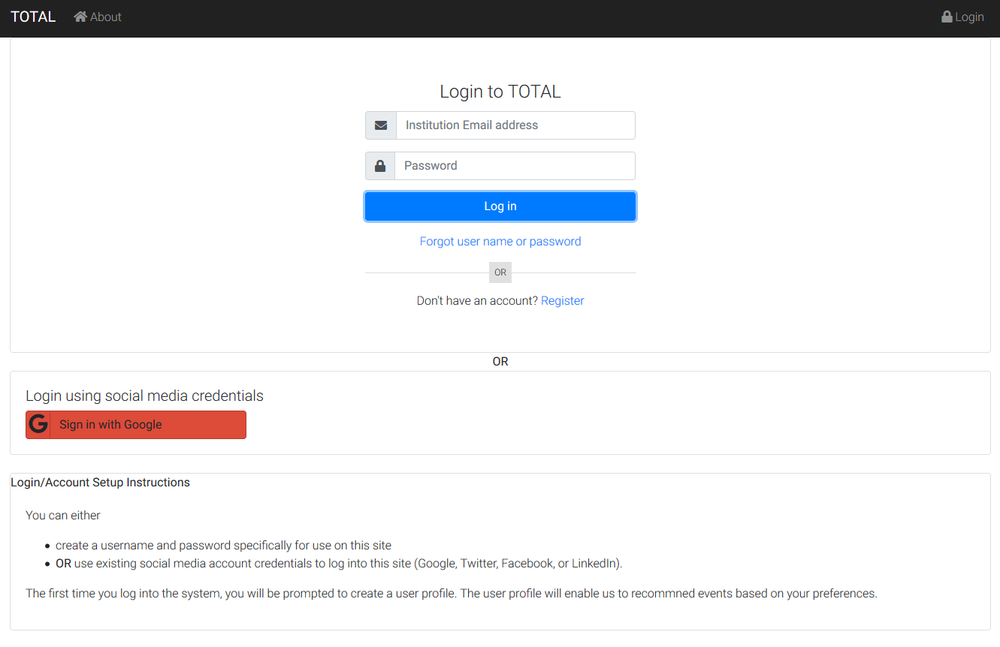 TOTAL About Login
Login to TOTAL
Institution Email address
Password
Log in
Forgot user name or password
OR
Don't have an account? Register
OR
Login using social media credentials
G Sign in with Google
Login/Account Setup Instructions
You can either
• create a username and password specifically for use on this site
• OR use existing social media account credentials to log into this site (Google, Twitter, Facebook, or LinkedIn).
The first time you log into the system, you will be prompted to create a user profile. The user profile will enable us to recommned events based on your preferences.